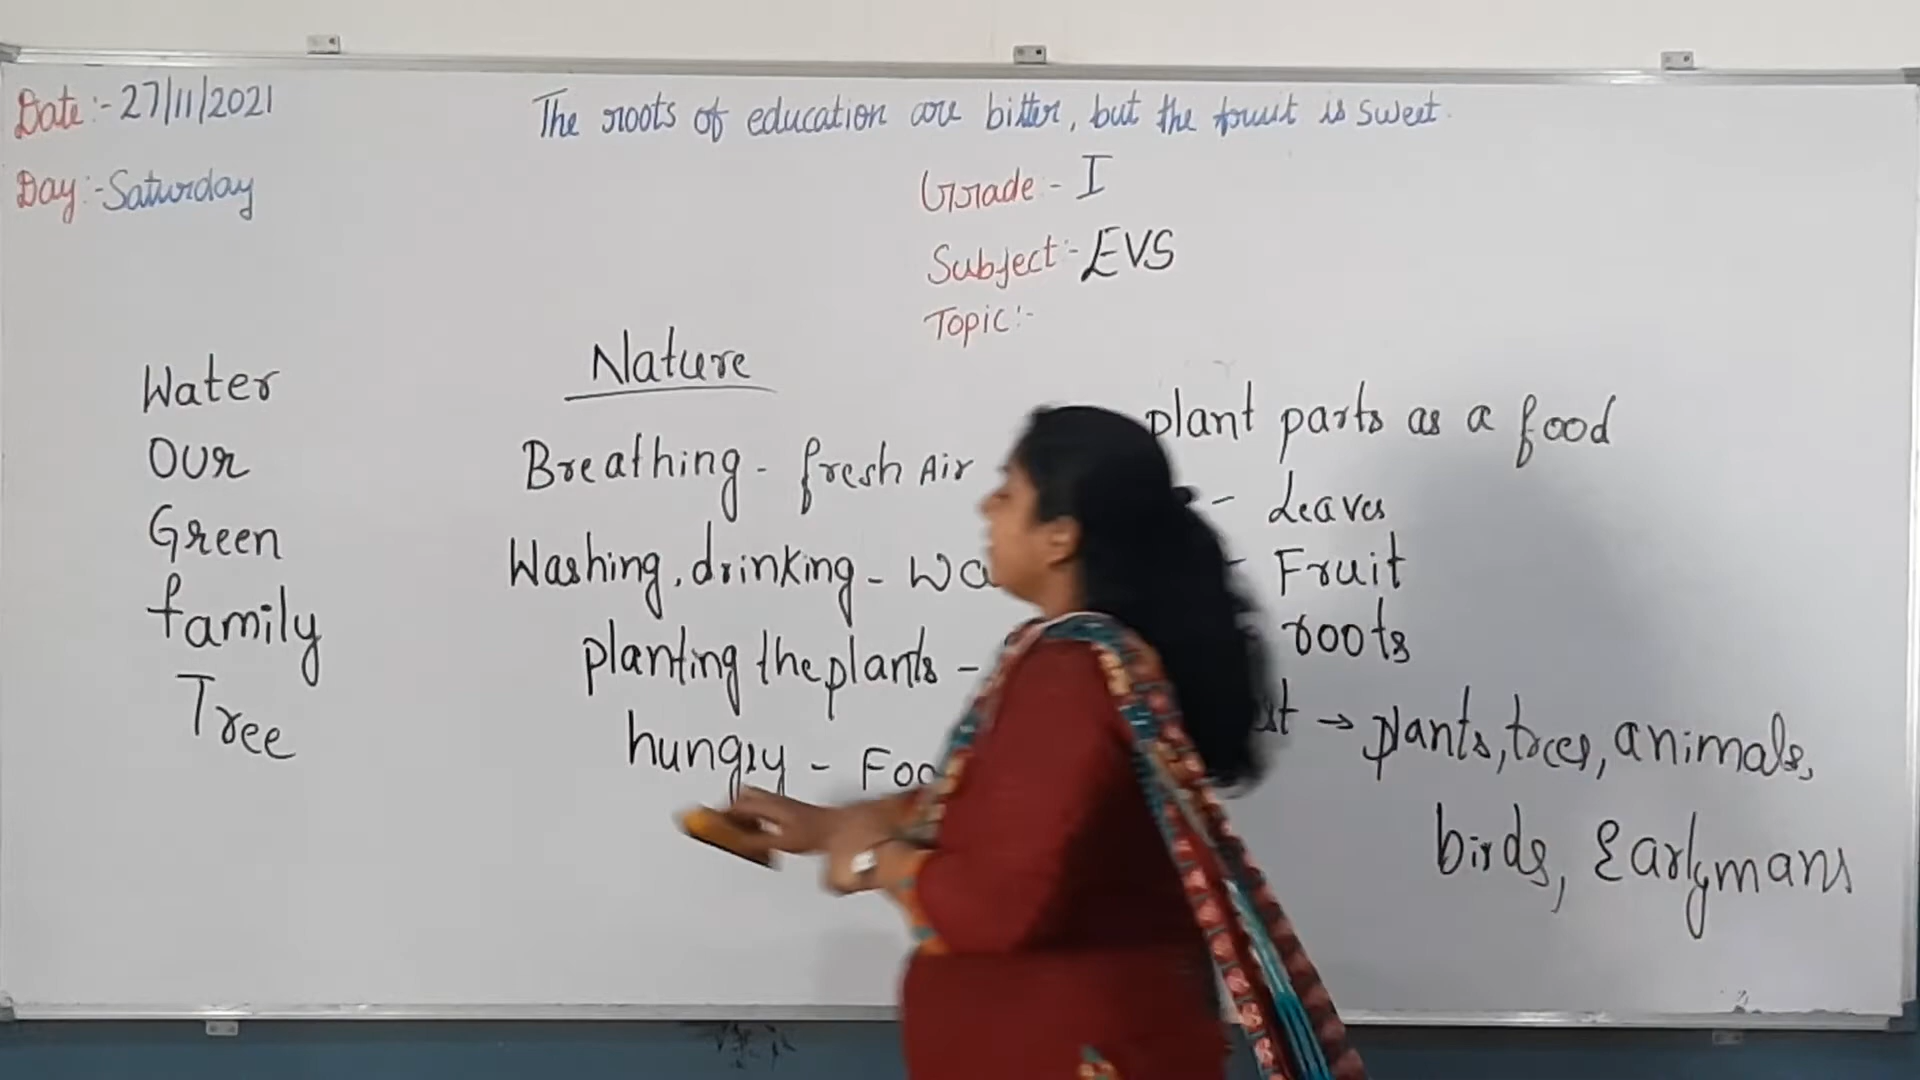 Date:- 27/11/2021
The roots of education are bitter, but the fruit is sweet.
Day:- Saturday
Grade:- I
Subject:- EVS
Topic:-
Water
Our
Green
family
Tree
Nature
Breathing - fresh Air
Washing, drinking -
planting the plants -
hungry -
plant parts as a food
- Leaves
- Fruit
roots
→ plants, trees, animals,
birds, Earlymans